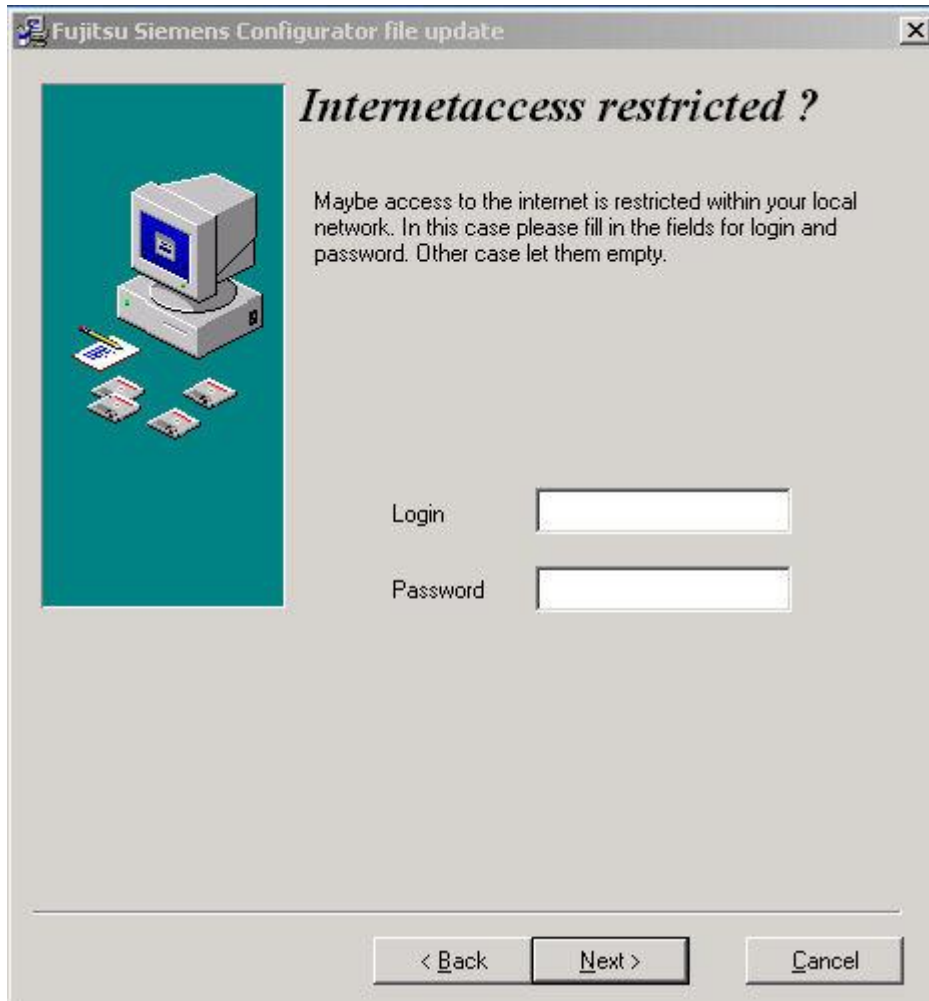 Fujitsu Siemens Configurator file update
Internetaccess restricted ?
Maybe access to the internet is restricted within your local
network. In this case please fill in the fields for login and
password. Other case let them empty.
Login
Password
< Back
Next >
Cancel